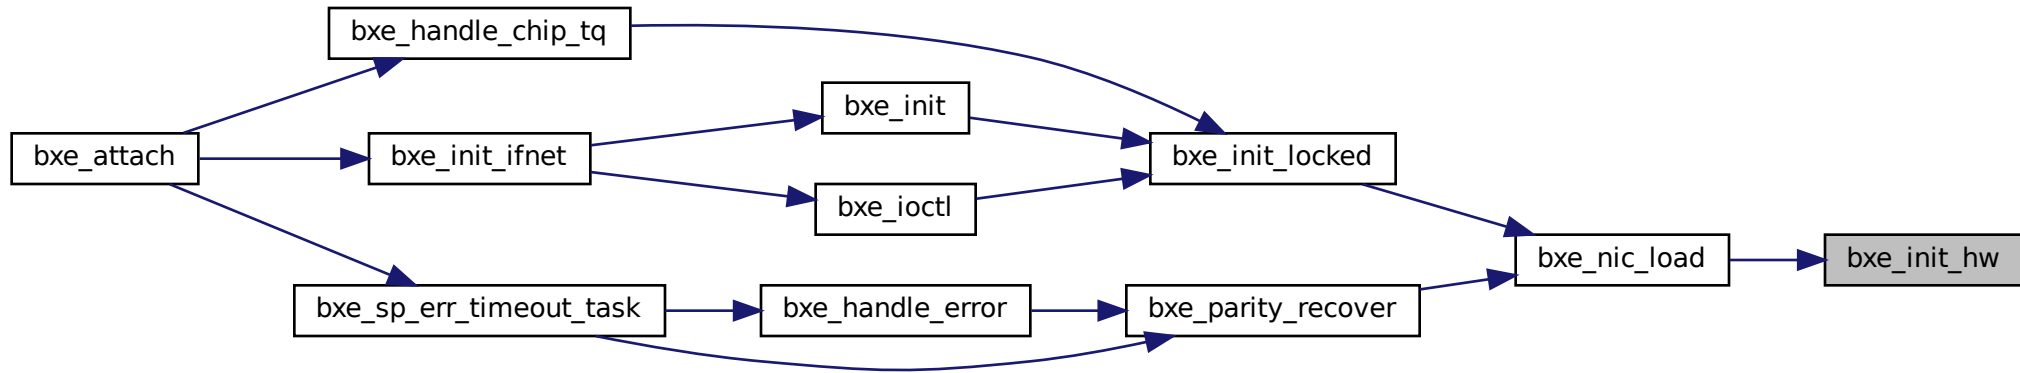 bxe_handle_chip_tq
bxe_init
bxe_attach
bxe_init_ifnet
bxe_init_locked
bxe_ioctl
bxe_nic_load
bxe_init_hw
bxe_sp_err_timeout_task
bxe_handle_error
bxe_parity_recover